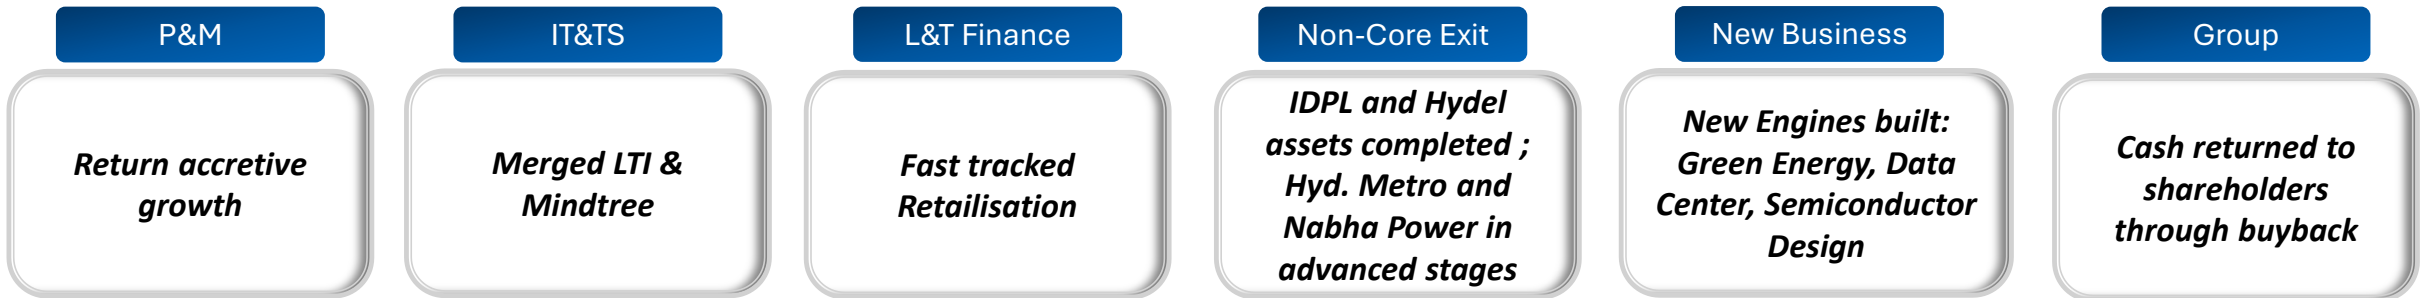 P&M
Return accretive
growth
IT&TS
Merged LTI &
Mindtree
L&T Finance
Fast tracked
Retailisation
Non-Core Exit
IDPL and Hydel
assets completed ;
Hyd. Metro and
Nabha Power in
advanced stages
New Business
New Engines built:
Green Energy, Data
Center, Semiconductor
Design
Group
Cash returned to
shareholders
through buyback